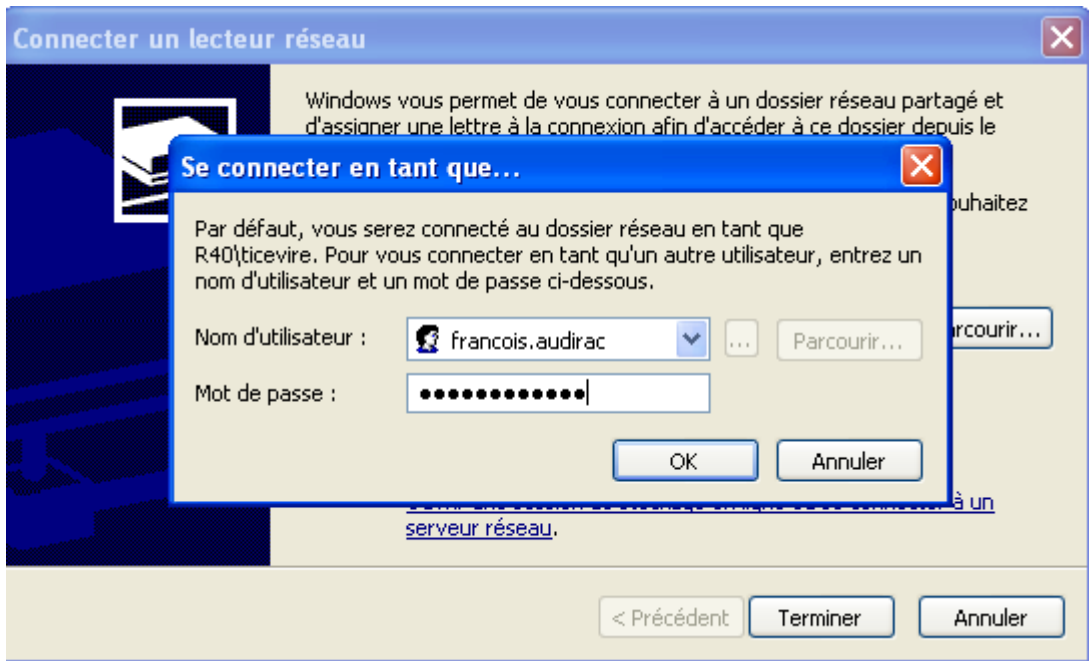 Connecter un lecteur réseau
Windows vous permet de vous connecter à un dossier réseau partagé et
d'assigner une lettre à la connexion afin d'accéder à ce dossier depuis le
Se connecter en tant que...
ouhaitez
Par défaut, vous serez connecté au dossier réseau en tant que
R40\ticevire. Pour vous connecter en tant qu'un autre utilisateur, entrez un
nom d'utilisateur et un mot de passe ci-dessous.
Nom d'utilisateur : francois.audirac ... Parcourir... rcourir...
Mot de passe : ●●●●●●●●●●●●
OK Annuler
à un
serveur réseau.
< Précédent Terminer Annuler